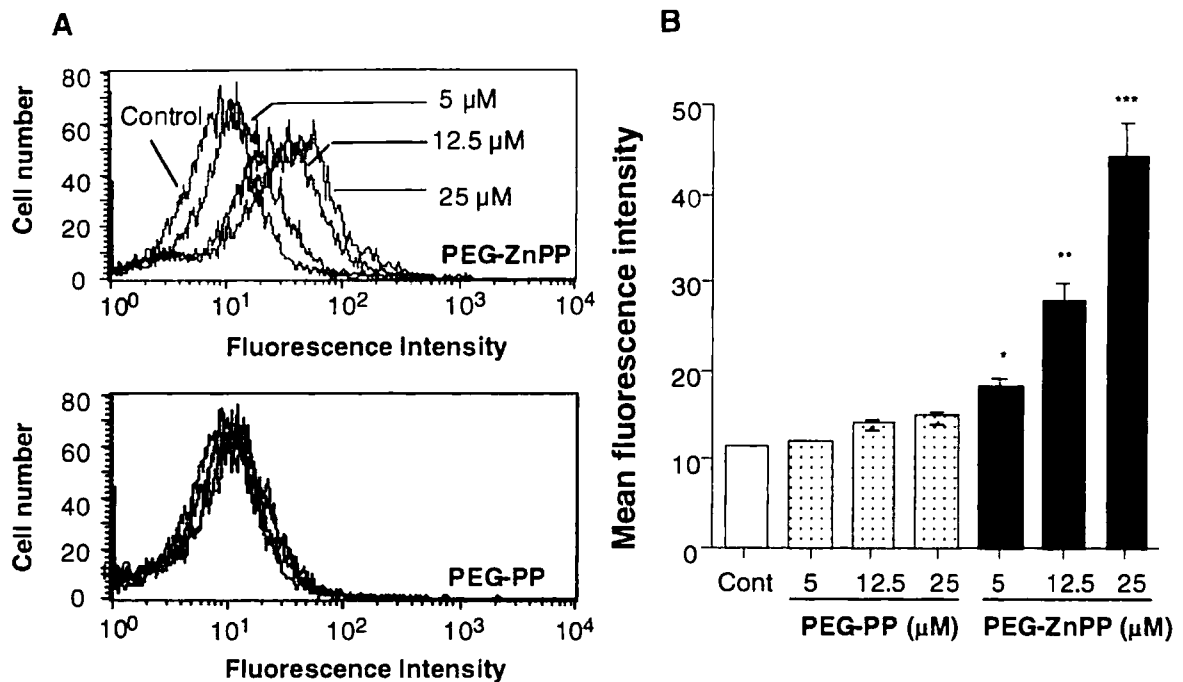 A
Cell number
80
60
40
20
0
Control
5 µM
12.5 µM
25 µM
PEG-ZnPP
10⁰ 10¹ 10² 10³ 10⁴
Fluorescence Intensity
Cell number
80
60
40
20
0
PEG-PP
10⁰ 10¹ 10² 10³ 10⁴
Fluorescence Intensity
B
Mean fluorescence intensity
50
40
30
20
10
0
*
**
***
Cont 5 12.5 25 5 12.5 25
PEG-PP (µM) PEG-ZnPP (µM)